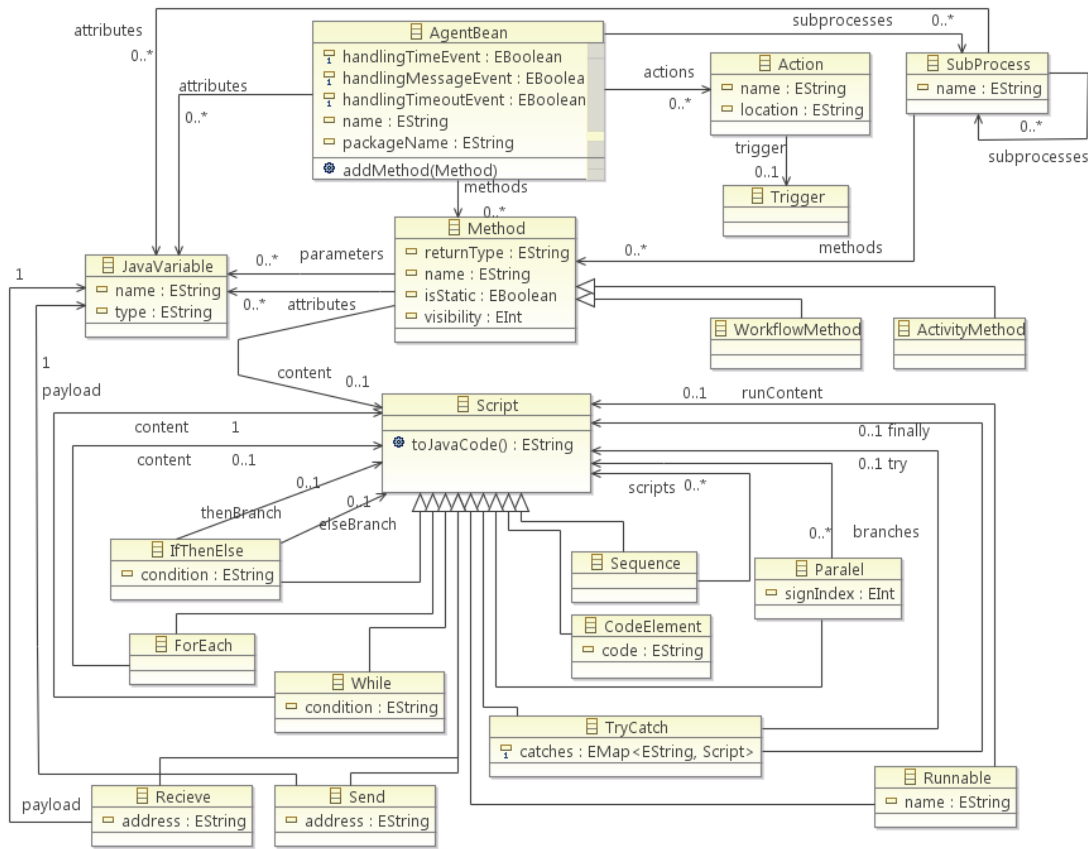 attributes
0..*
subprocesses
0..*
AgentBean
handlingTimeEvent : EBoolean
handlingMessageEvent : EBoolea
handlingTimeoutEvent : EBoolean
name : EString
packageName : EString
addMethod(Method)
attributes
0..*
actions
0..*
Action
name : EString
location : EString
SubProcess
name : EString
0..*
subprocesses
trigger
0..1
Trigger
methods
0..*
Method
returnType : EString
name : EString
isStatic : EBoolean
visibility : EInt
0..*
methods
parameters
0..*
0..*
attributes
1
JavaVariable
name : EString
type : EString
WorkflowMethod
ActivityMethod
1
payload
content
0..1
Script
toJavaCode() : EString
0..1
runContent
content
1
content
0..1
0..1 finally
0..1 try
scripts
0..*
0..1
thenBranch
0..1
elseBranch
0..*
branches
IfThenElse
condition : EString
Sequence
Paralel
signIndex : EInt
ForEach
CodeElement
code : EString
While
condition : EString
TryCatch
catches : EMap<EString, Script>
payload
Recieve
address : EString
Send
address : EString
Runnable
name : EString